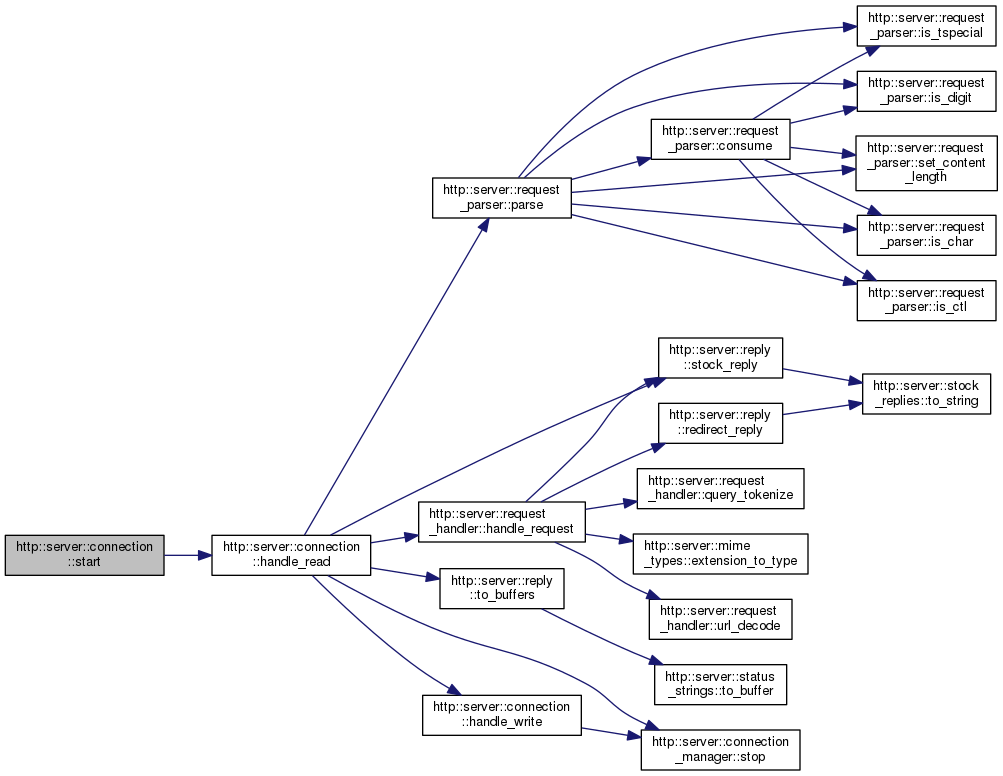 http::server::request
_parser::is_tspecial
http::server::request
_parser::is_digit
http::server::request
_parser::consume
http::server::request
_parser::set_content
_length
http::server::request
_parser::parse
http::server::request
_parser::is_char
http::server::request
_parser::is_ctl
http::server::reply
::stock_reply
http::server::stock
_replies::to_string
http::server::reply
::redirect_reply
http::server::request
_handler::query_tokenize
http::server::request
_handler::handle_request
http::server::connection
::start
http::server::connection
::handle_read
http::server::mime
_types::extension_to_type
http::server::reply
::to_buffers
http::server::request
_handler::url_decode
http::server::status
_strings::to_buffer
http::server::connection
::handle_write
http::server::connection
_manager::stop